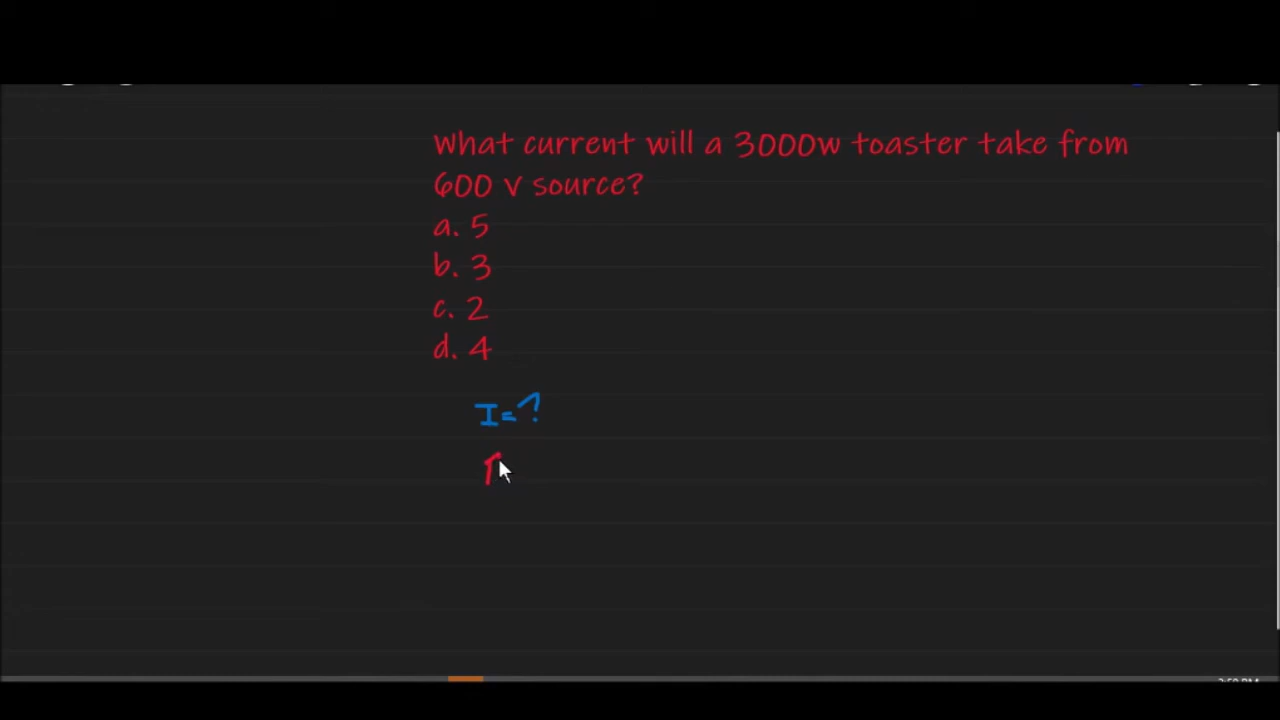 What current will a 3000w toaster take from
600 v source?
a. 5
b. 3
c. 2
d. 4
I=?